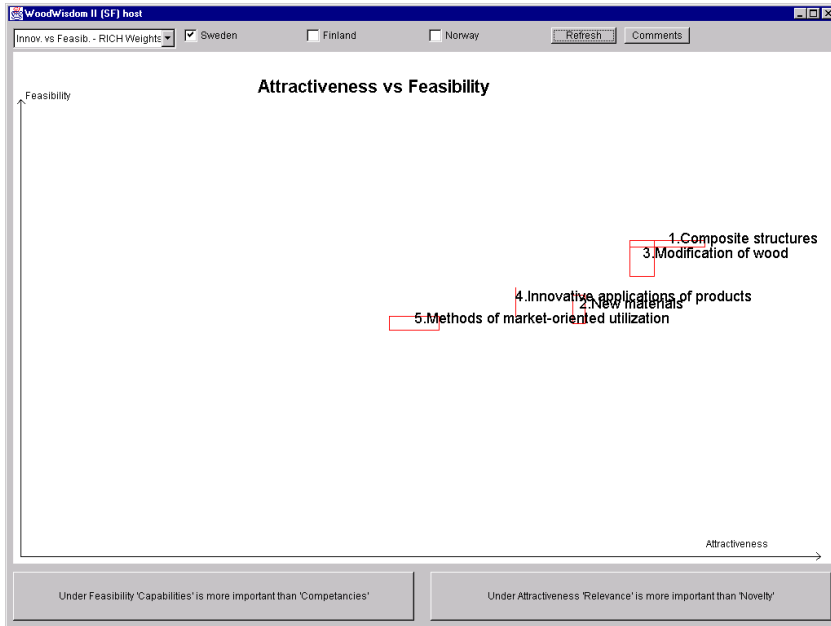 WoodWisdom II (SF) host
Innov. vs Feasib. - RICH Weights
Sweden
Finland
Norway
Refresh
Comments
Attractiveness vs Feasibility
Feasibility
1.Composite structures
3.Modification of wood
4.Innovative applications of products
2.New materials
5.Methods of market-oriented utilization
Attractiveness
Under Feasibility 'Capabilities' is more important than 'Competancies'
Under Attractiveness 'Relevance' is more important than 'Novelty'